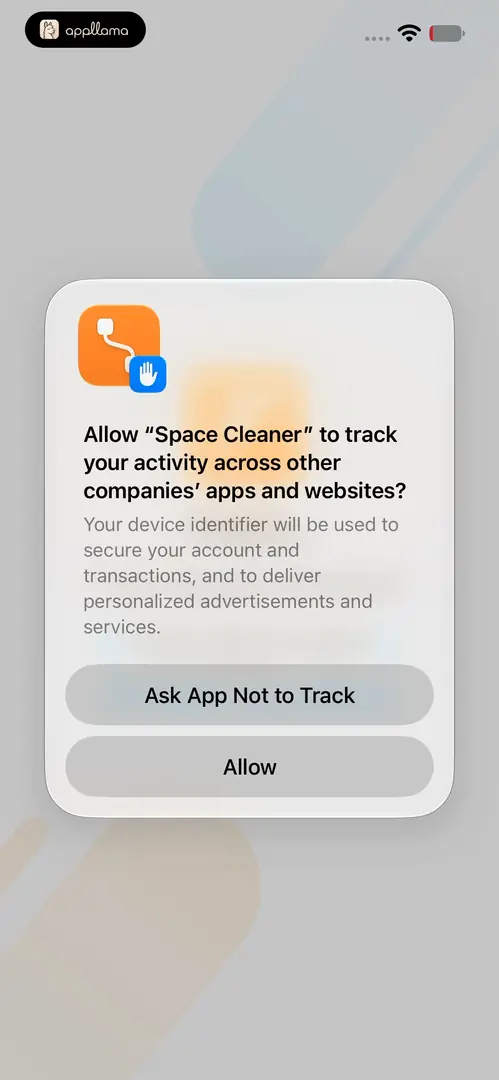 appllama
Allow “Space Cleaner” to track
your activity across other
companies’ apps and websites?
Your device identifier will be used to
secure your account and
transactions, and to deliver
personalized advertisements and
services.
Ask App Not to Track
Allow